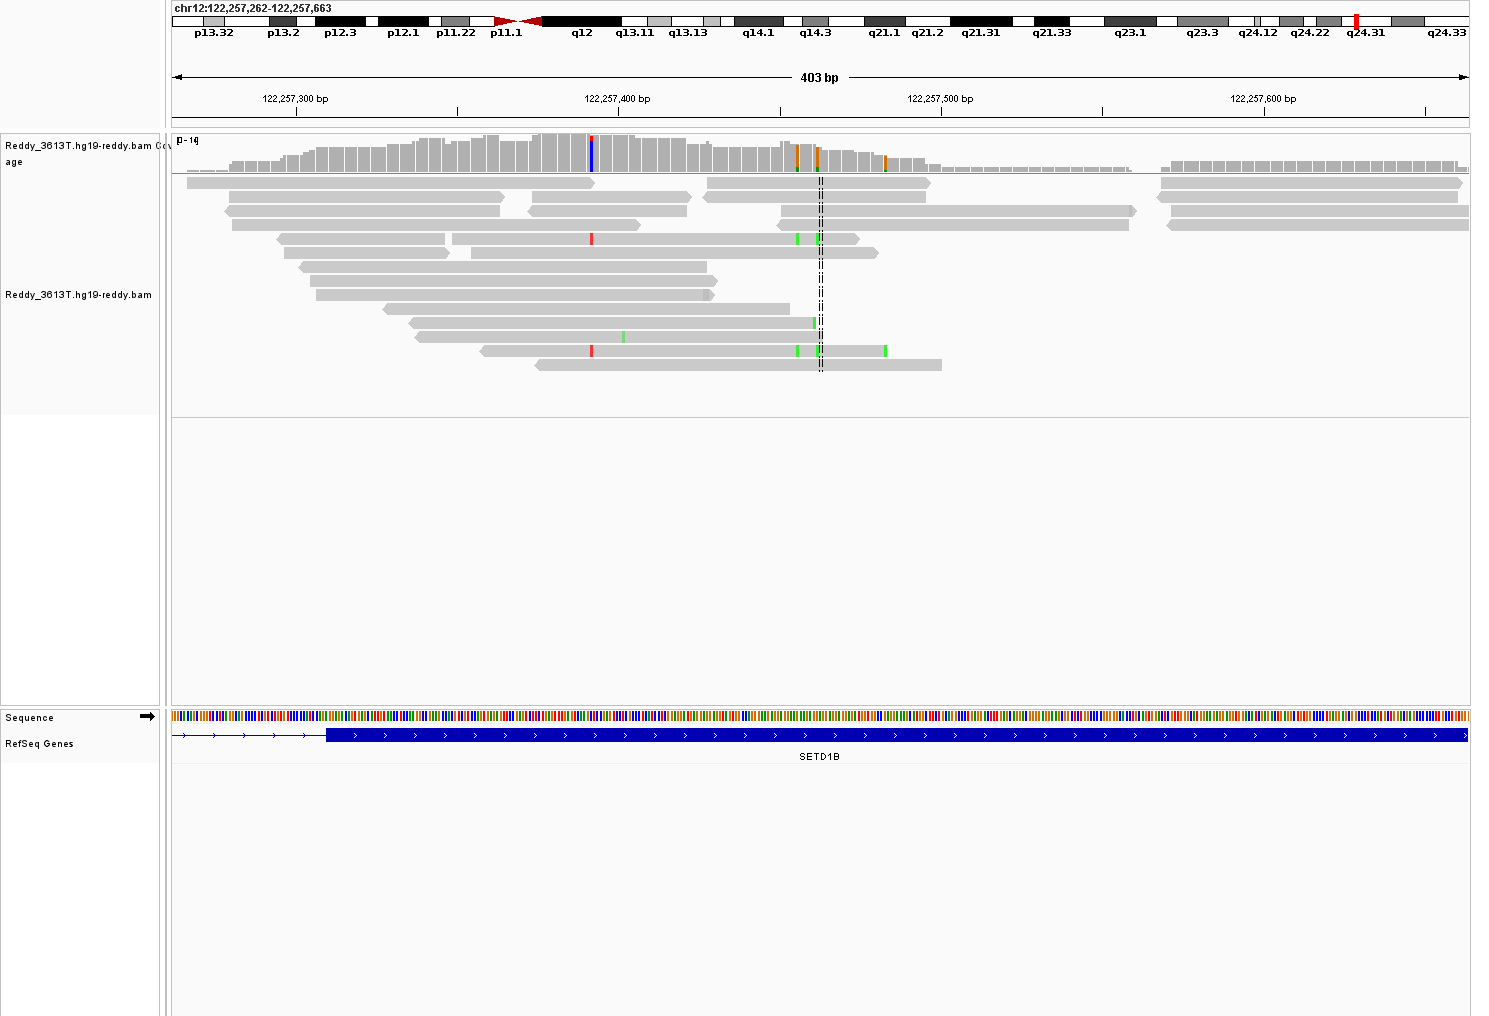 chr12:122,257,262-122,257,663
p13.32 p13.2 p12.3 p12.1 p11.22 p11.1 q12 q13.11 q13.13 q14.1 q14.3 q21.1 q21.2 q21.31 q21.33 q23.1 q23.3 q24.12 q24.22 q24.31 q24.33
403 bp
122,257,300 bp 122,257,400 bp 122,257,500 bp 122,257,600 bp
Reddy_3613T.hg19-reddy.bam Cov
age
[0 - 14]
Reddy_3613T.hg19-reddy.bam
Sequence
RefSeq Genes
SETD1B